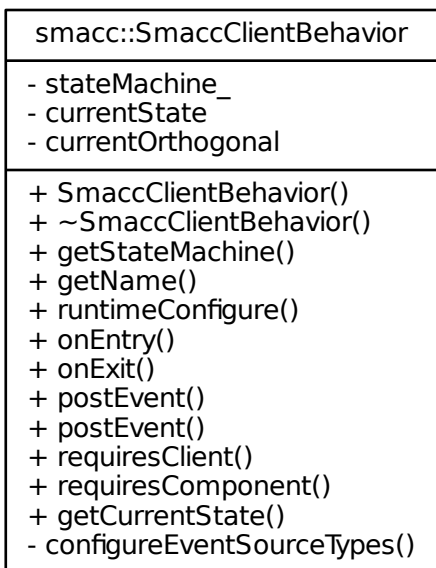 smacc::SmaccClientBehavior
- stateMachine_
- currentState
- currentOrthogonal
+ SmaccClientBehavior()
+ ~SmaccClientBehavior()
+ getStateMachine()
+ getName()
+ runtimeConfigure()
+ onEntry()
+ onExit()
+ postEvent()
+ postEvent()
+ requiresClient()
+ requiresComponent()
+ getCurrentState()
- configureEventSourceTypes()